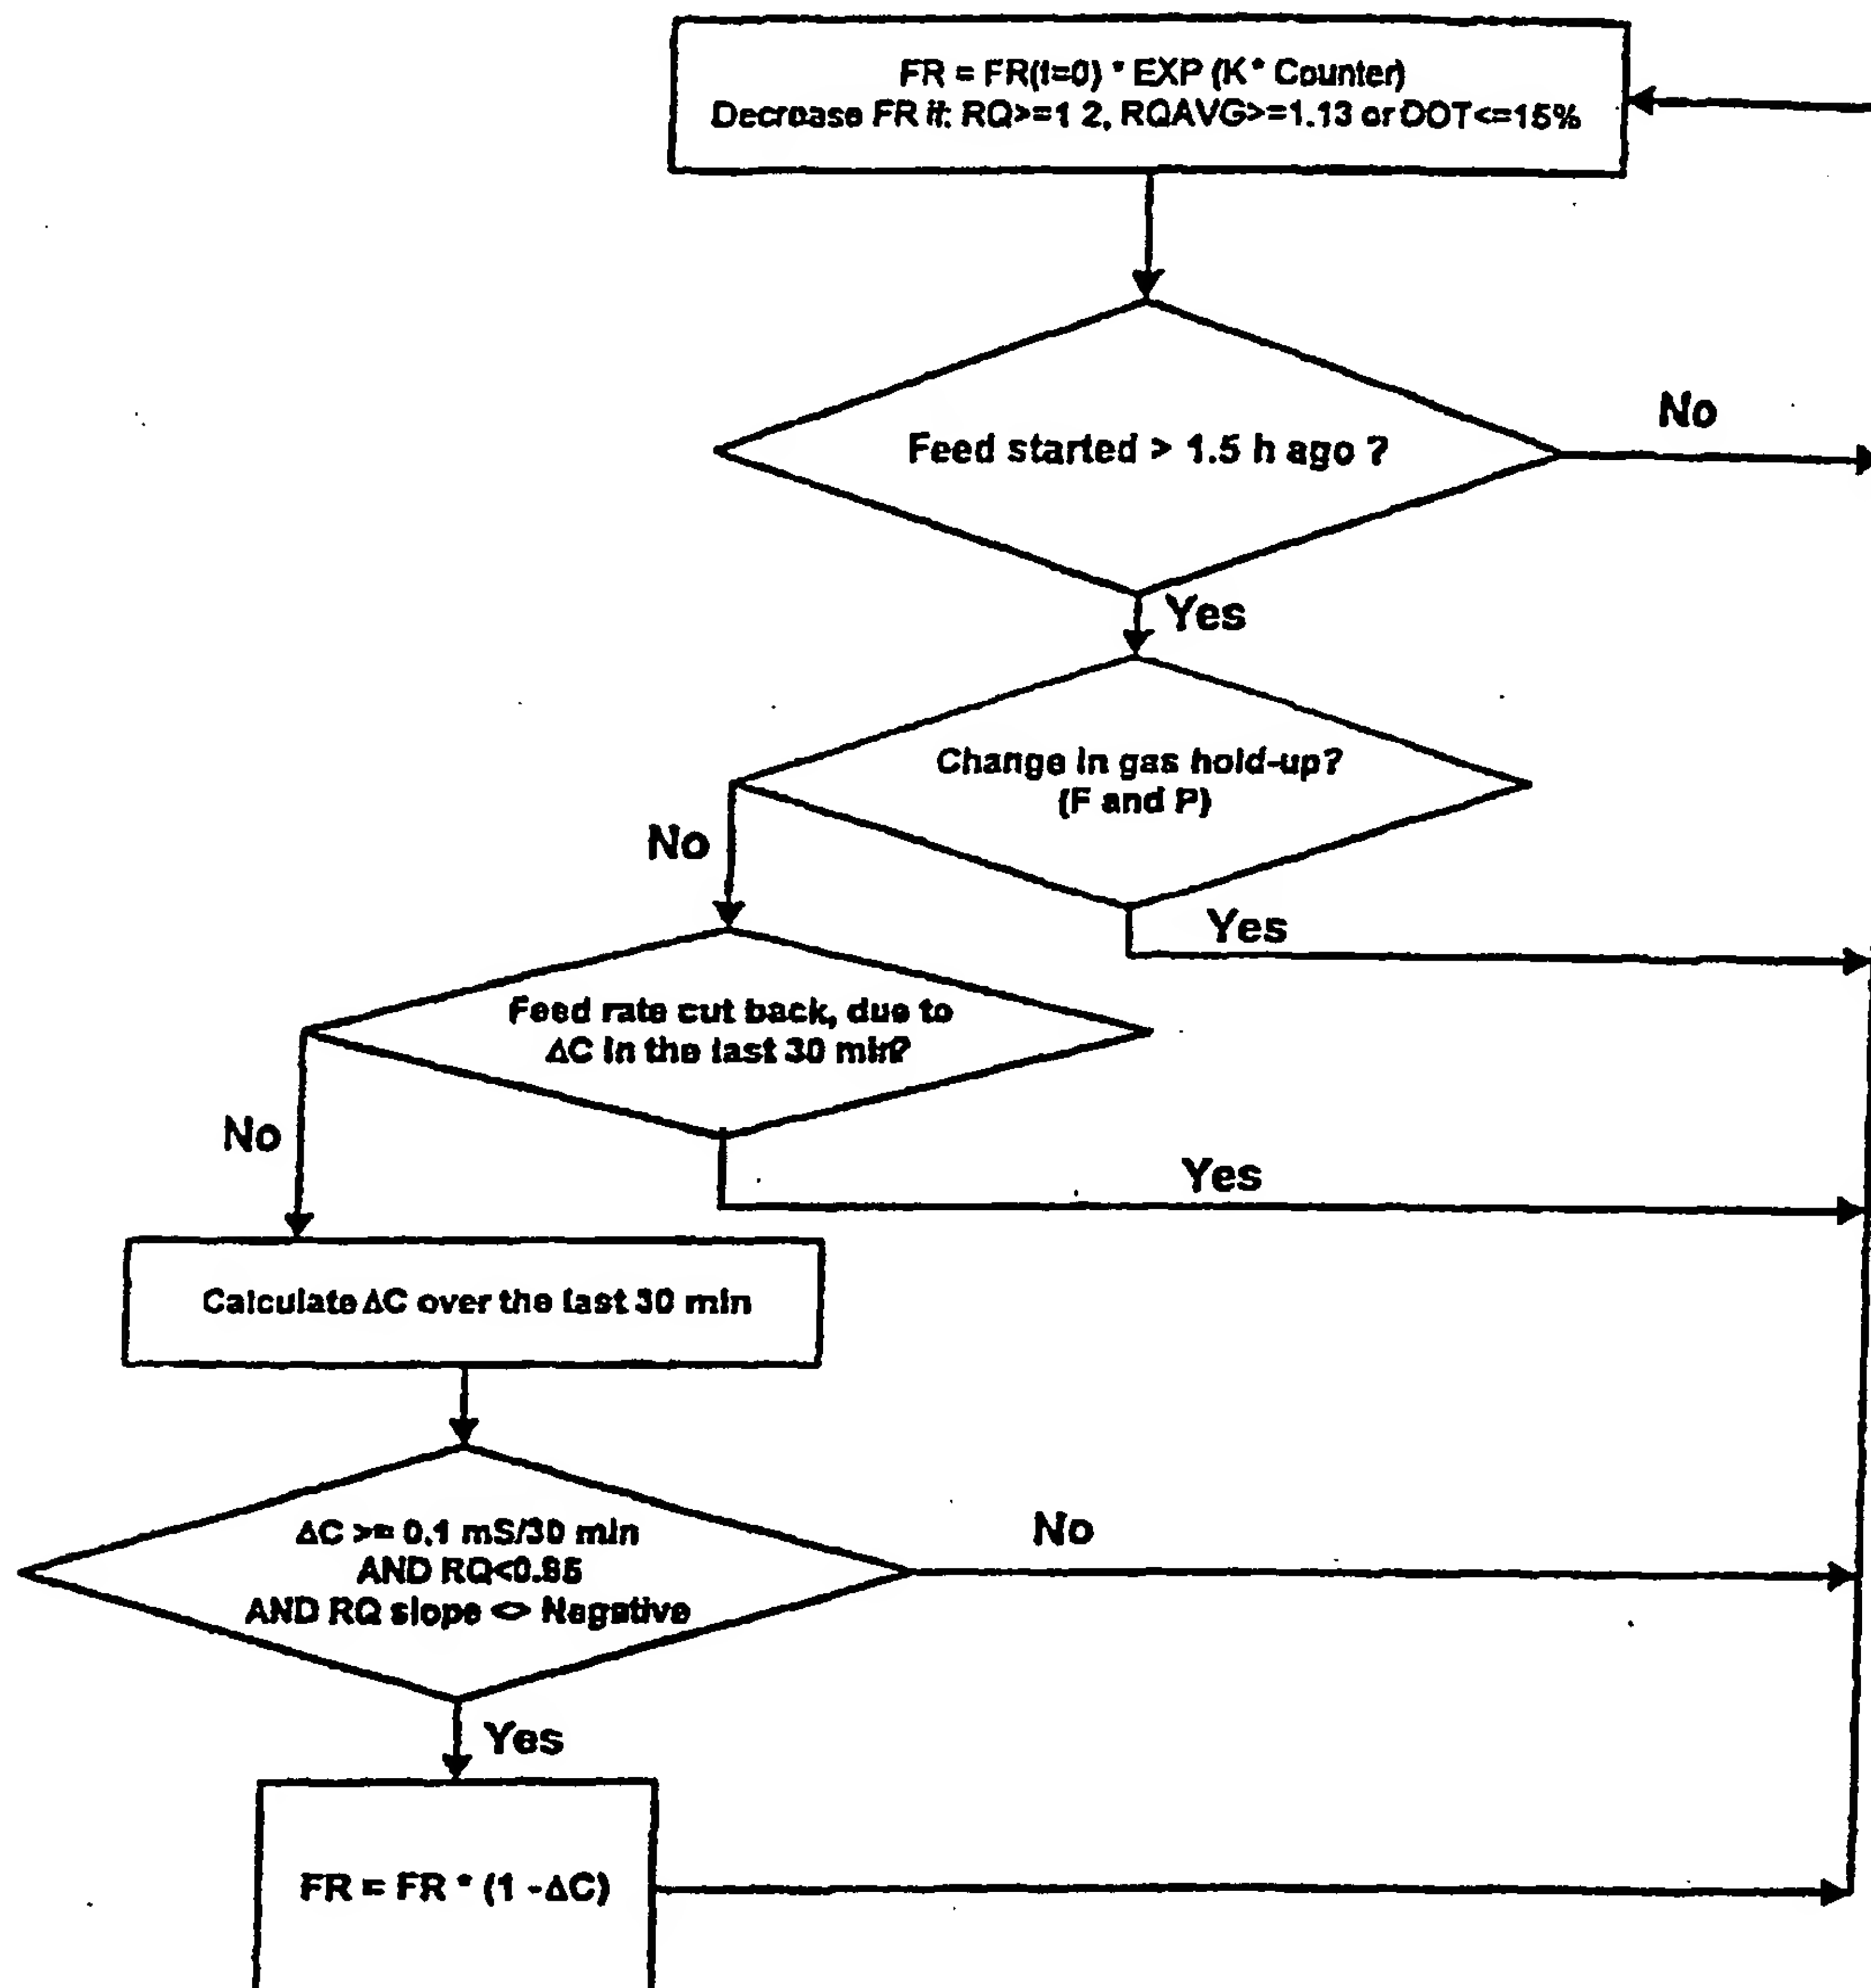 FR = FR(t=0) * EXP (K* Counter)
Decrease FR if: RQ>=1 2, RQAVG>=1.13 or DOT<=15%
Feed started > 1.5 h ago ?
No
Yes
Change in gas hold-up?
(F and P)
No
Yes
Feed rate cut back, due to
ΔC in the last 30 min?
No
Yes
Calculate ΔC over the last 30 min
ΔC >= 0.1 mS/30 min
AND RQ<0.85
AND RQ slope <> Negative
No
Yes
FR = FR * (1 -ΔC)